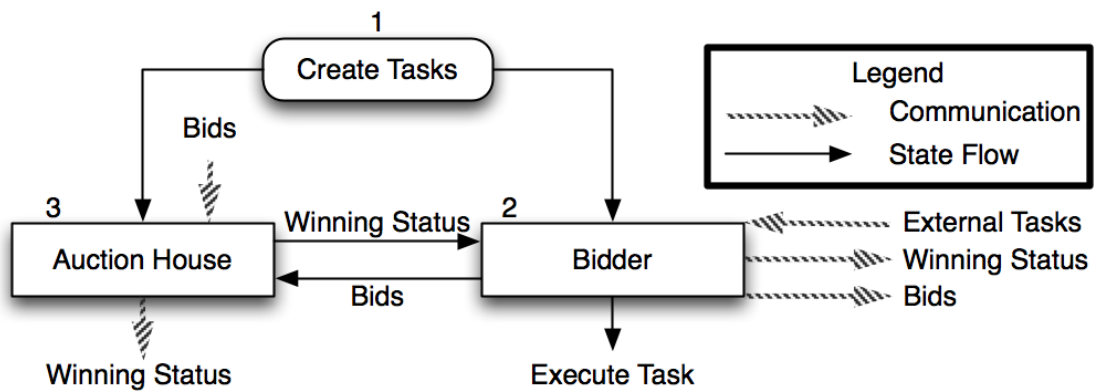 1
Create Tasks
Legend
Communication
State Flow
Bids
3
Auction House
Winning Status
Bids
2
Bidder
External Tasks
Winning Status
Bids
Winning Status
Execute Task